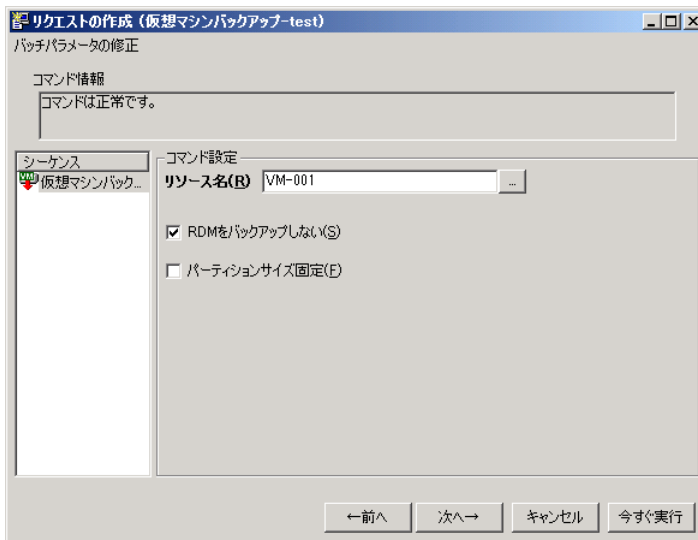 リクエストの作成（仮想マシンバックアップ-test）
バッチパラメータの修正
コマンド情報
コマンドは正常です。
シーケンス
仮想マシンバック...
コマンド設定
リソース名(R) VM-001 ...
RDMをバックアップしない(S)
パーティションサイズ固定(F)
←前へ 次へ→ キャンセル 今すぐ実行